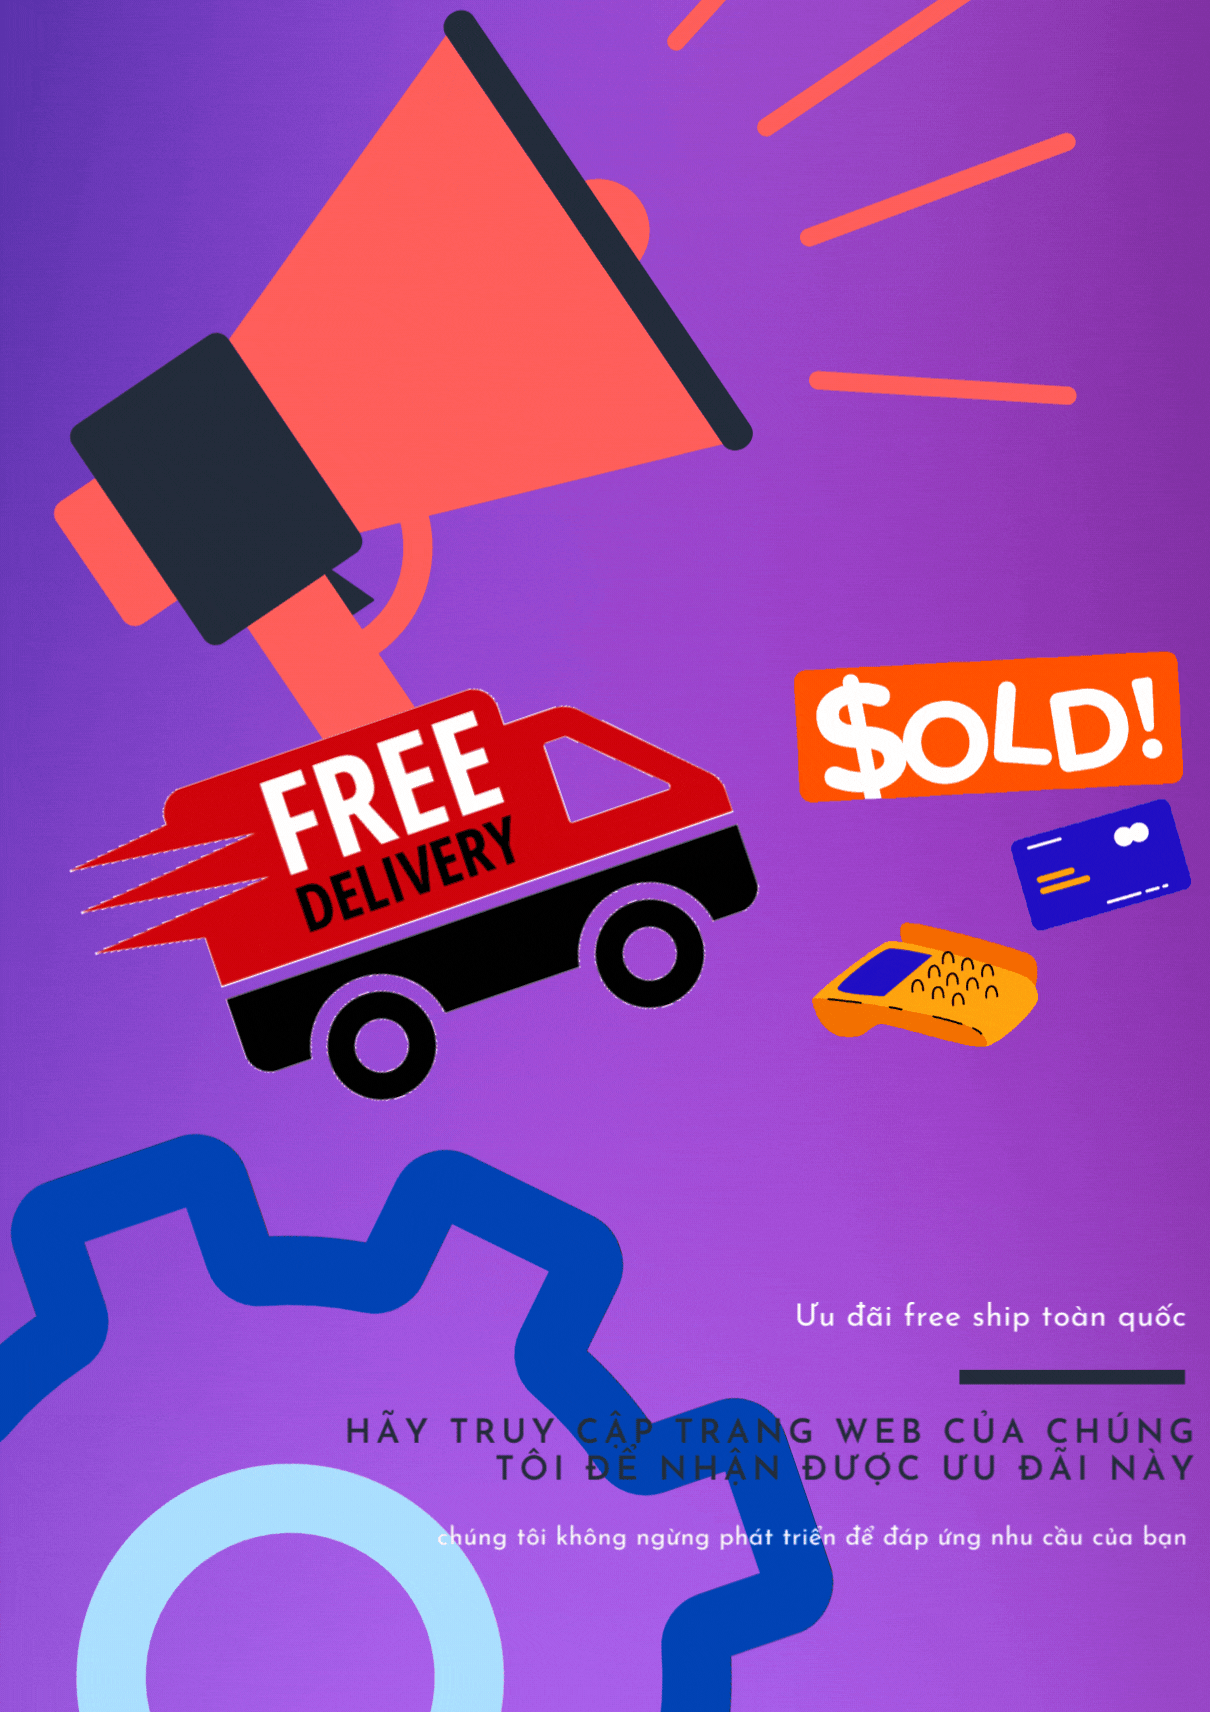 FREE
DELIVERY
$OLD!
Ưu đãi free ship toàn quốc
HÃY TRUY CẬP TRANG WEB CỦA CHÚNG
TÔI ĐỂ NHẬN ĐƯỢC ƯU ĐÃI NÀY
chúng tôi không ngừng phát triển để đáp ứng nhu cầu của bạn